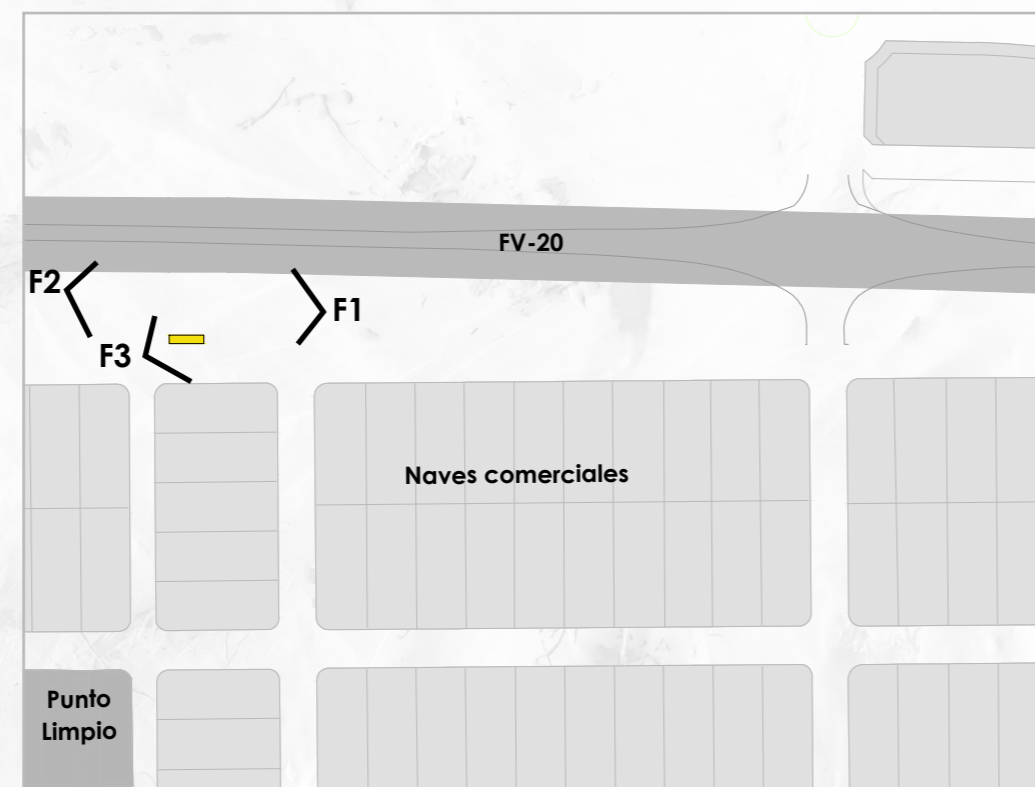 FV-20
F2
F1
F3
Naves comerciales
Punto
Limpio